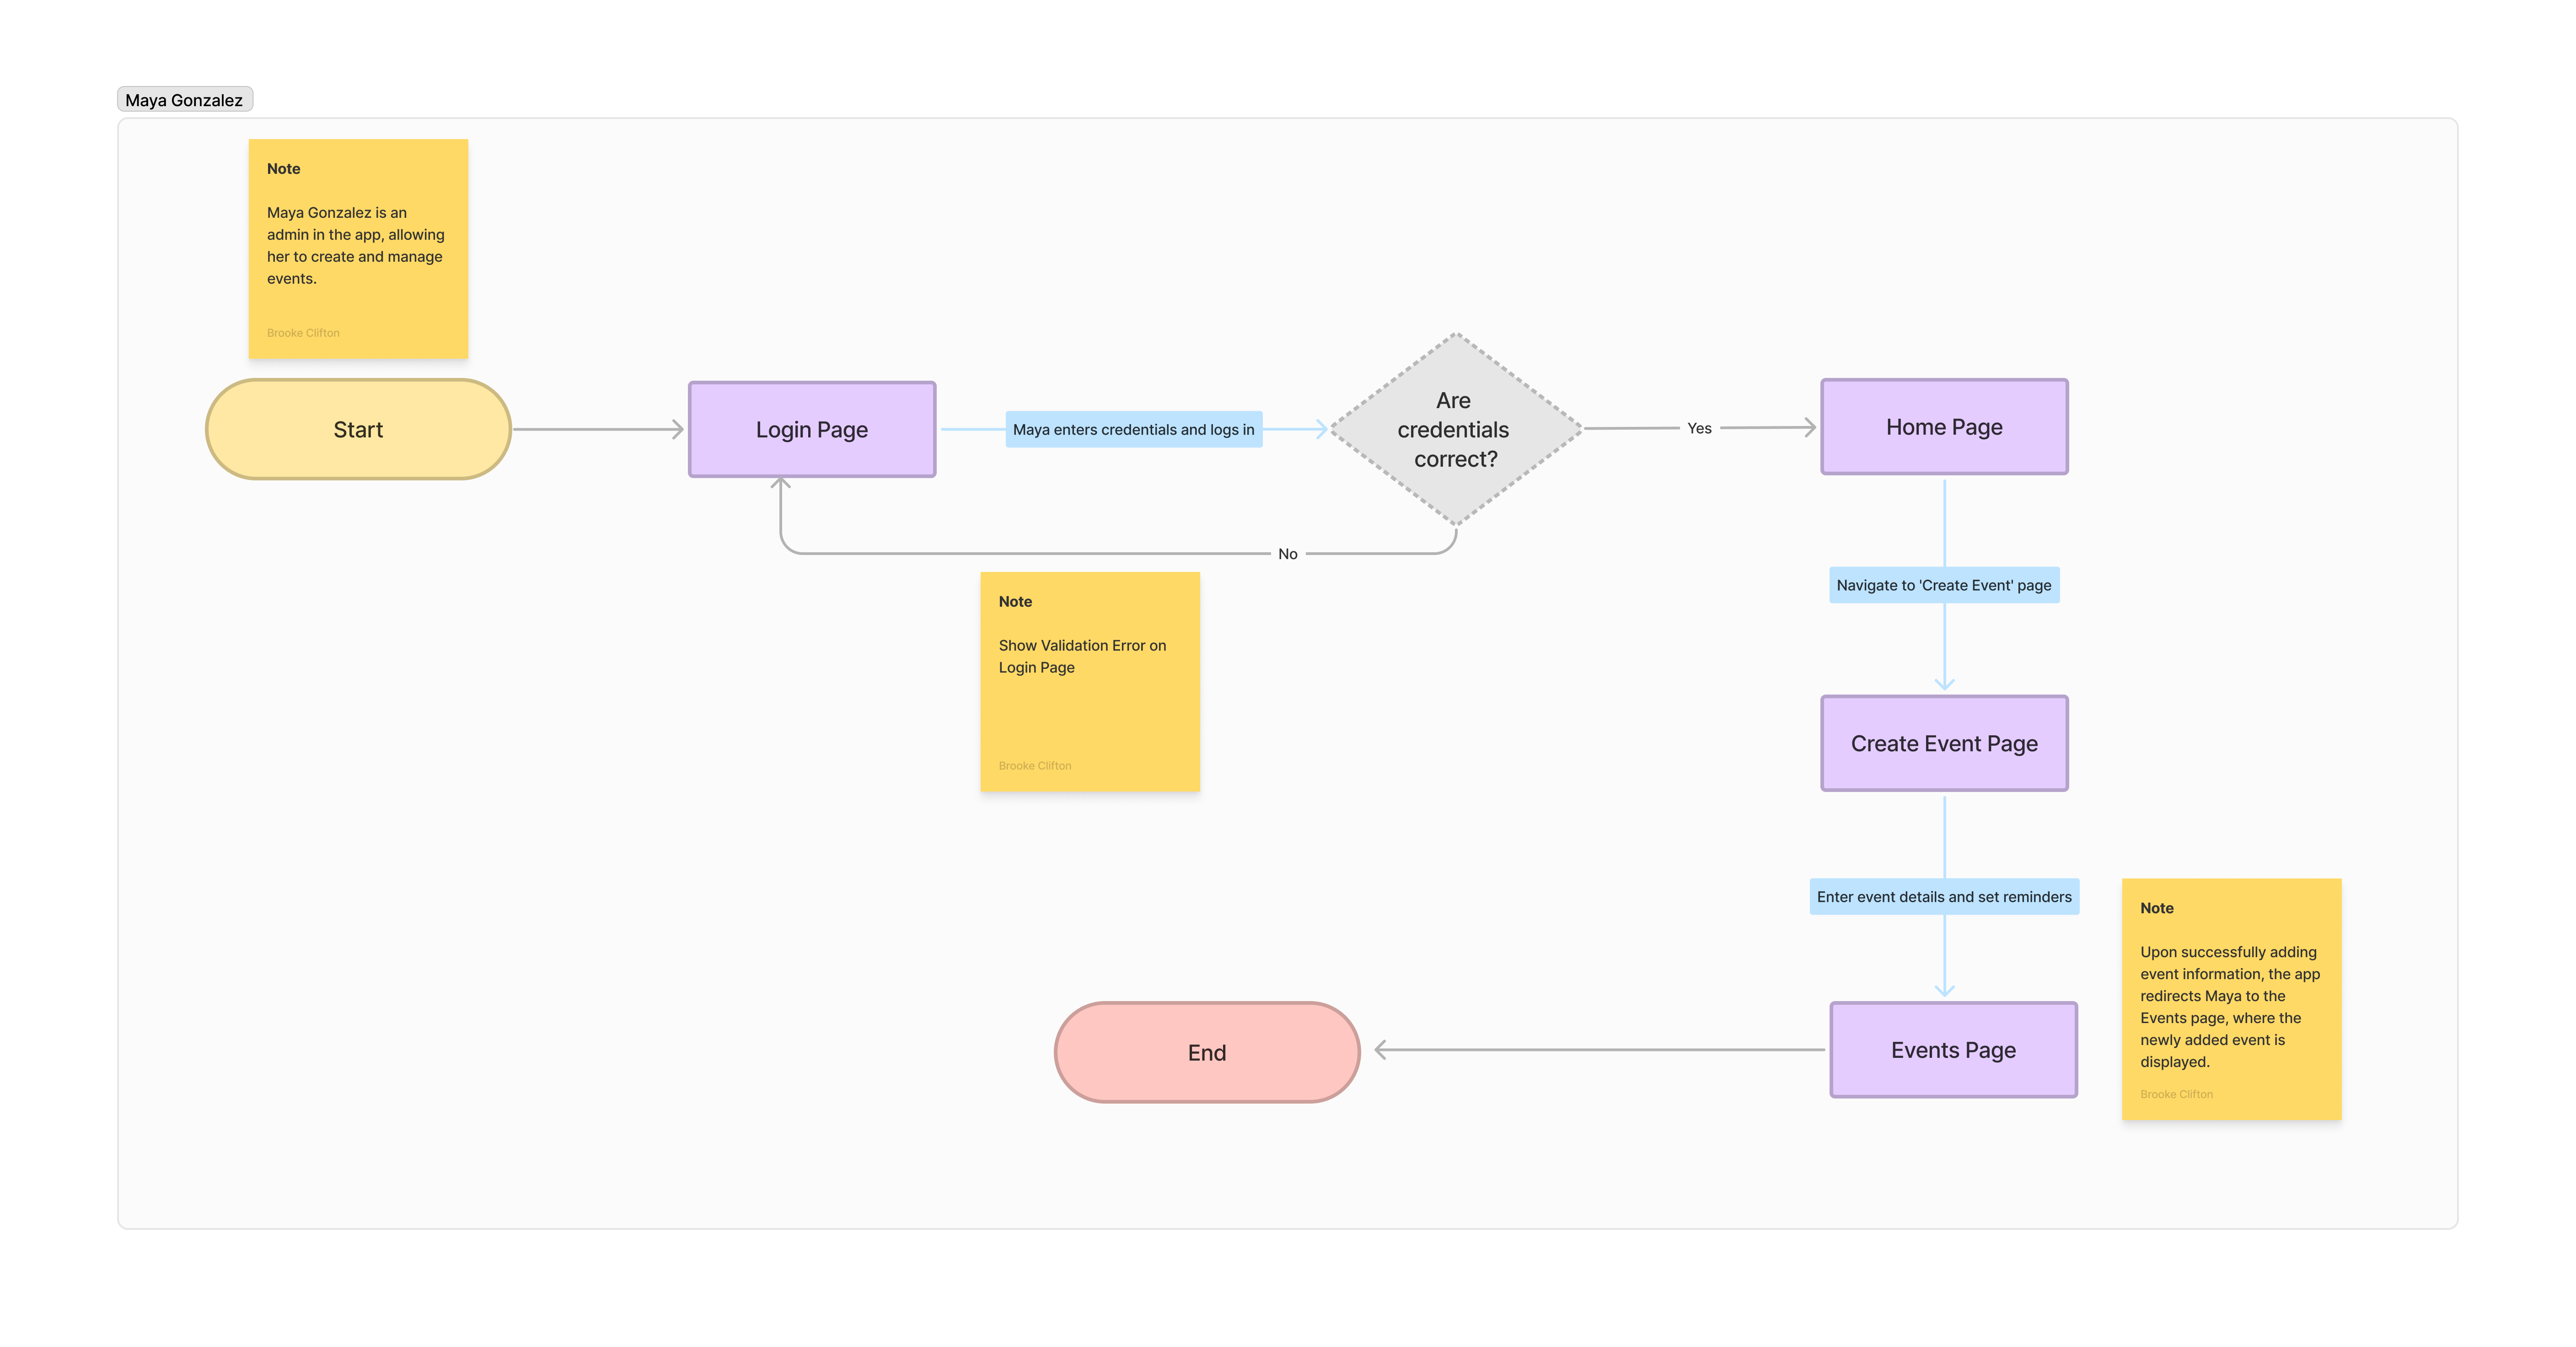 Maya Gonzalez
Note
Maya Gonzalez is an
admin in the app, allowing
her to create and manage
events.
Brooke Clifton
Start
Login Page
Maya enters credentials and logs in
Are
credentials
correct?
Yes
Home Page
No
Navigate to 'Create Event' page
Note
Show Validation Error on
Login Page
Brooke Clifton
Create Event Page
Enter event details and set reminders
Note
Upon successfully adding
event information, the app
redirects Maya to the
Events page, where the
newly added event is
displayed.
Brooke Clifton
Events Page
End